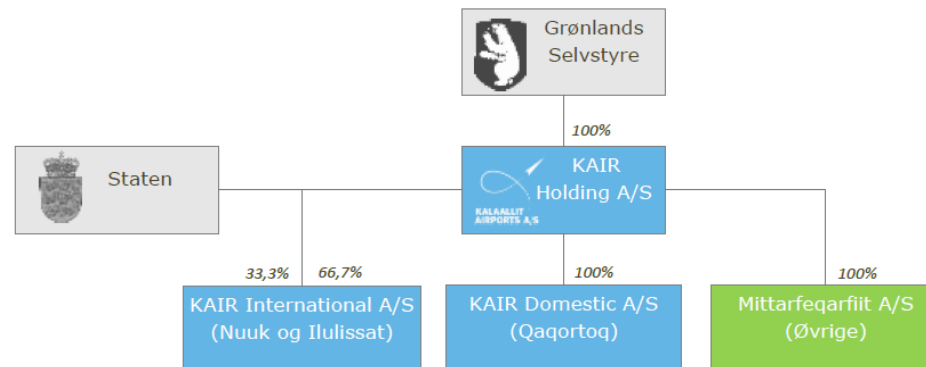 Grønlands
Selvstyre
100%
Staten
KAIR
Holding A/S
KALAALLIT
AIRPORTS A/S
33,3%
66,7%
100%
100%
KAIR International A/S
(Nuuk og Ilulissat)
KAIR Domestic A/S
(Qaqortoq)
Mittarfeqarfiit A/S
(Øvrige)